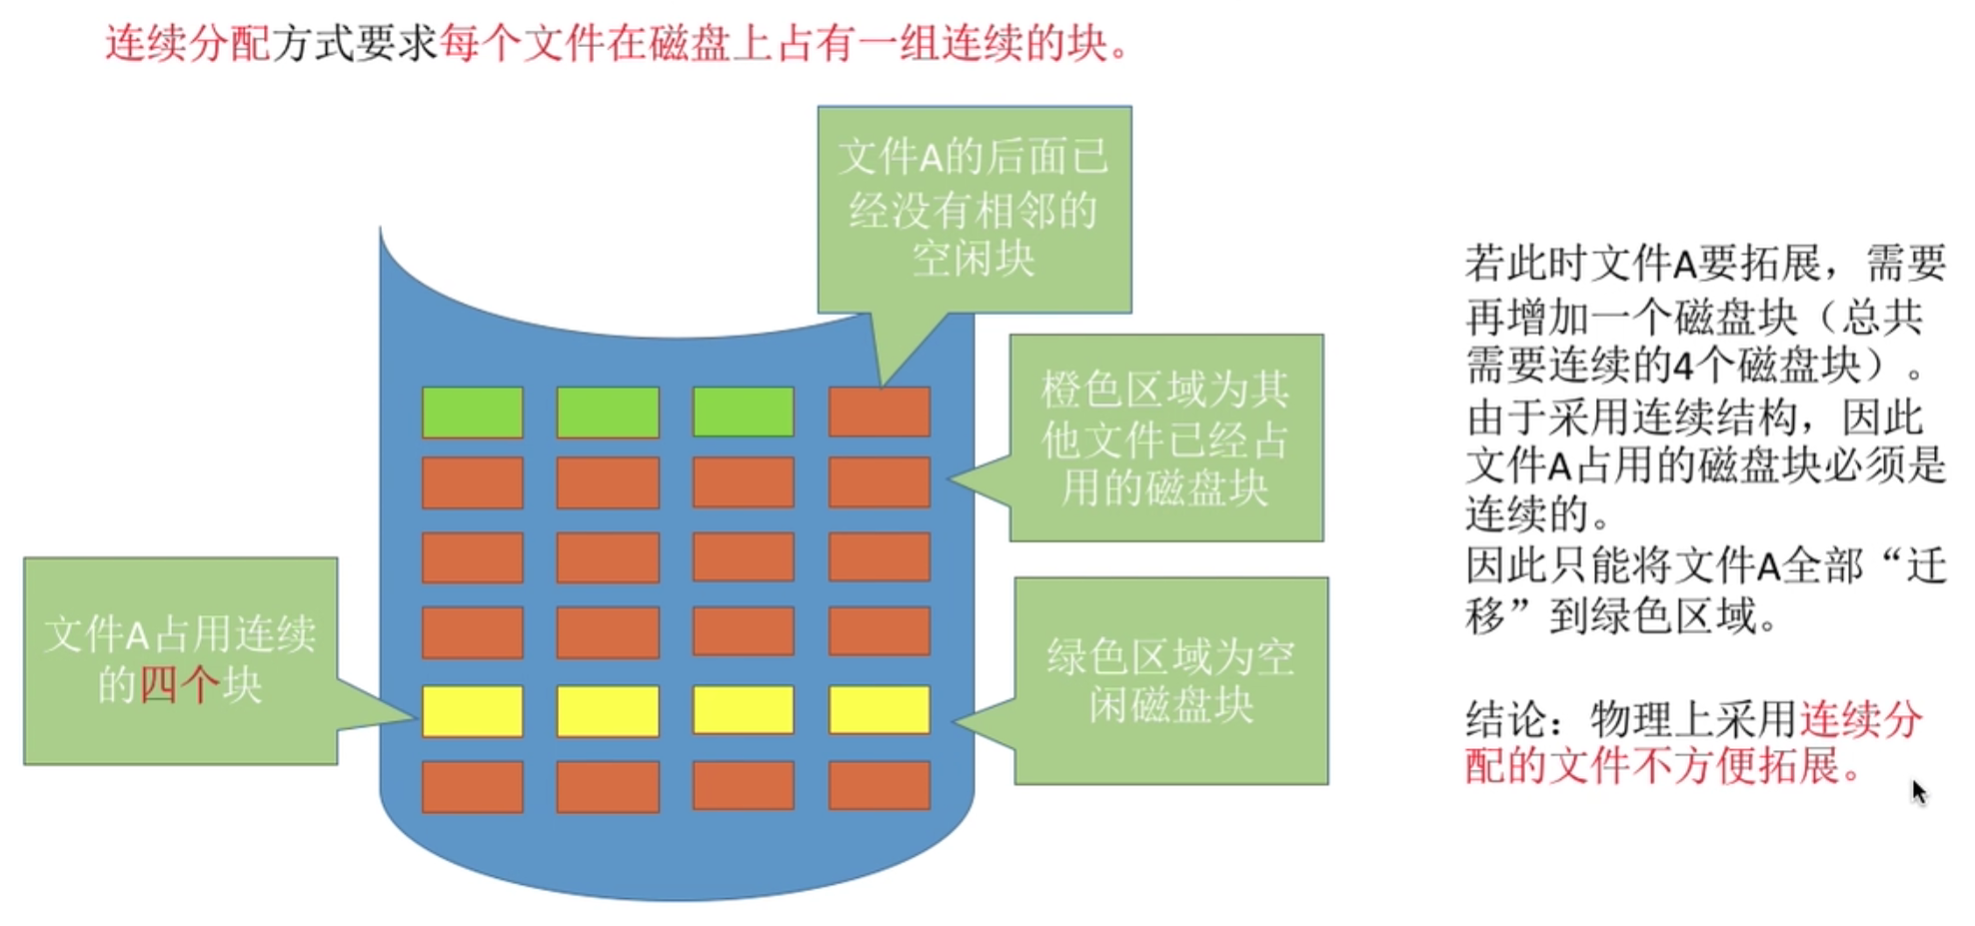 连续分配方式要求每个文件在磁盘上占有一组连续的块。
文件A的后面已
经没有相邻的
空闲块
橙色区域为其
他文件已经占
用的磁盘块
文件A占用连续
的四个块
绿色区域为空
闲磁盘块
若此时文件A要拓展，需要
再增加一个磁盘块（总共
需要连续的4个磁盘块）。
由于采用连续结构，因此
文件A占用的磁盘块必须是
连续的。
因此只能将文件A全部“迁
移”到绿色区域。
结论：物理上采用连续分
配的文件不方便拓展。